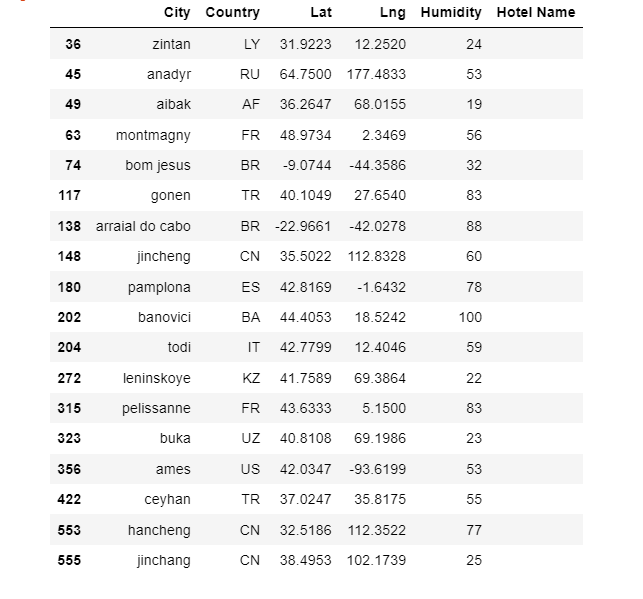 City Country Lat Lng Humidity Hotel Name
36 zintan LY 31.9223 12.2520 24
45 anadyr RU 64.7500 177.4833 53
49 aibak AF 36.2647 68.0155 19
63 montmagny FR 48.9734 2.3469 56
74 bom jesus BR -9.0744 -44.3586 32
117 gonen TR 40.1049 27.6540 83
138 arraial do cabo BR -22.9661 -42.0278 88
148 jincheng CN 35.5022 112.8328 60
180 pamplona ES 42.8169 -1.6432 78
202 banovici BA 44.4053 18.5242 100
204 todi IT 42.7799 12.4046 59
272 leninskoye KZ 41.7589 69.3864 22
315 pelissanne FR 43.6333 5.1500 83
323 buka UZ 40.8108 69.1986 23
356 ames US 42.0347 -93.6199 53
422 ceyhan TR 37.0247 35.8175 55
553 hancheng CN 32.5186 112.3522 77
555 jinchang CN 38.4953 102.1739 25